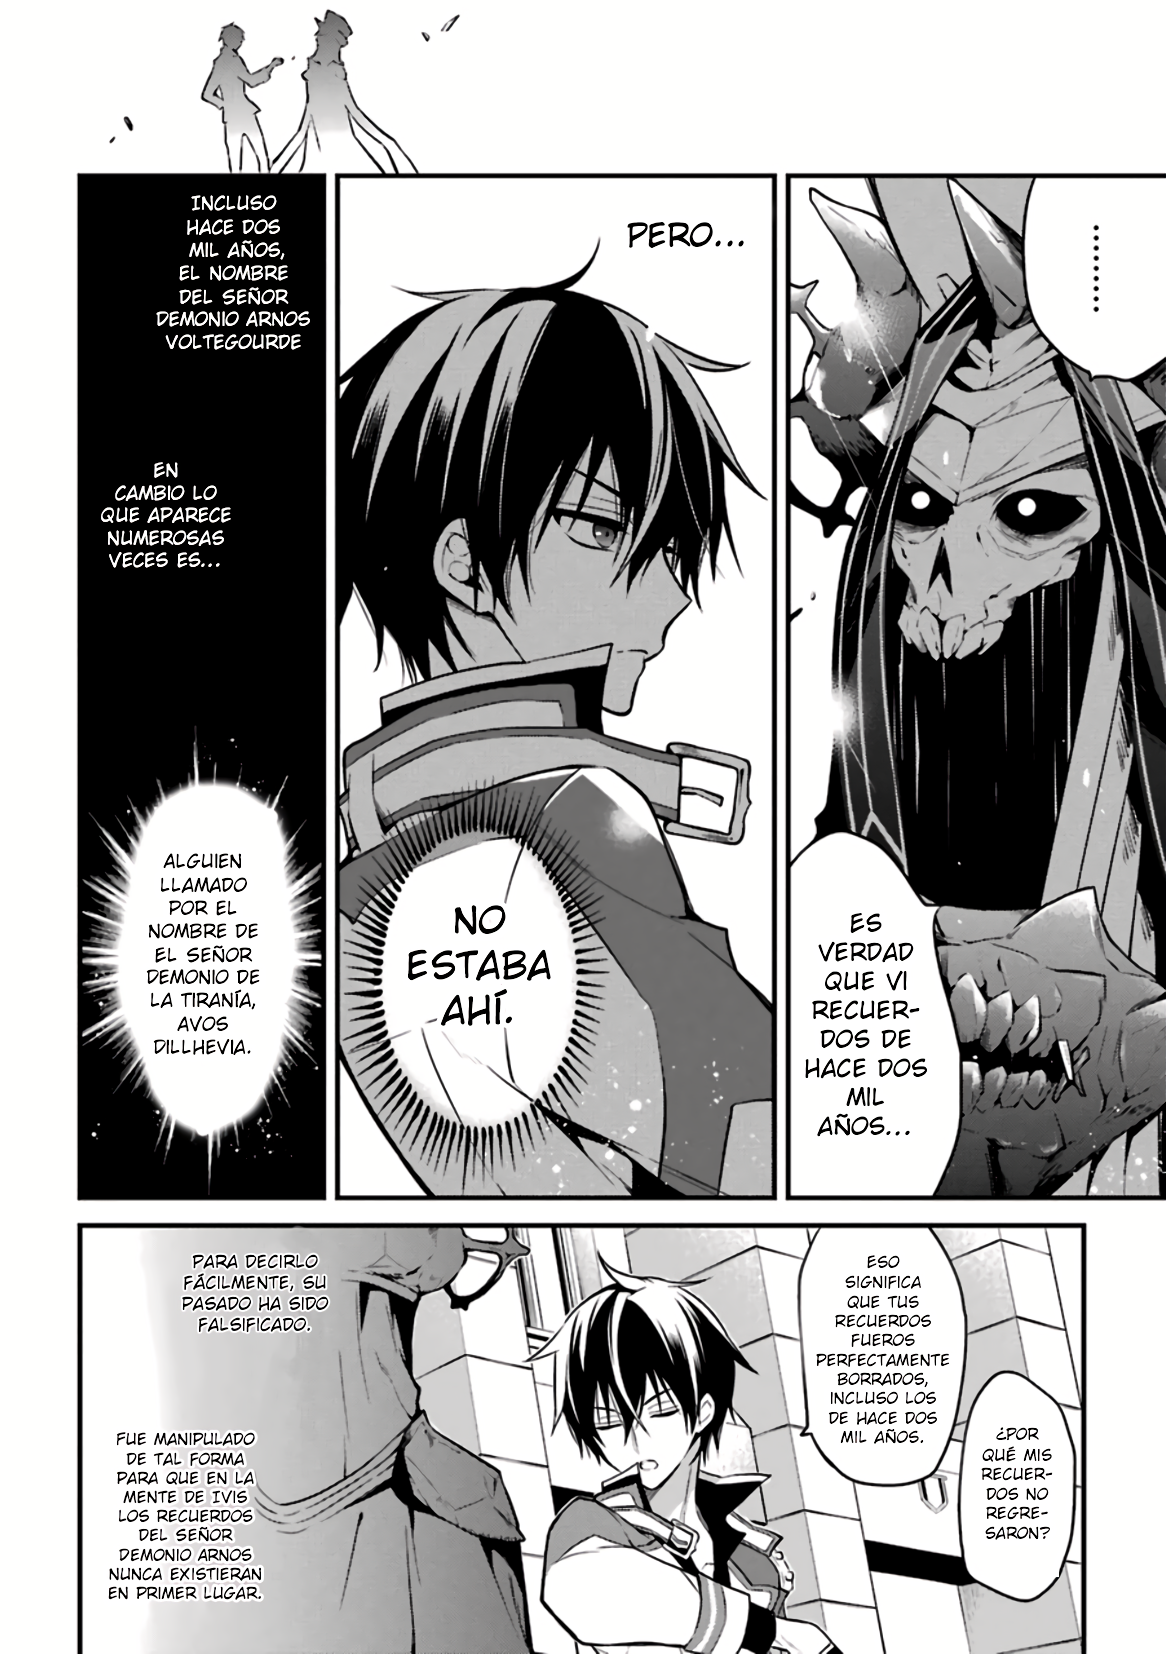 .........
ES
VERDAD
QUE VI
RECUER-
DOS DE
HACE DOS
MIL
AÑOS...
PERO...
NO
ESTABA
AHÍ.
INCLUSO
HACE DOS
MIL AÑOS,
EL NOMBRE
DEL SEÑOR
DEMONIO ARNOS
VOLTEGOURDE
EN
CAMBIO LO
QUE APARECE
NUMEROSAS
VECES ES...
ALGUIEN
LLAMADO
POR EL
NOMBRE DE
EL SEÑOR
DEMONIO DE
LA TIRANÍA,
AVOS
DILLHEVIA.
¿POR
QUÉ MIS
RECUER-
DOS NO
REGRE-
SARON?
ESO
SIGNIFICA
QUE TUS
RECUERDOS
FUEROS
PERFECTAMENTE
BORRADOS,
INCLUSO LOS
DE HACE DOS
MIL AÑOS.
PARA DECIRLO
FÁCILMENTE, SU
PASADO HA SIDO
FALSIFICADO.
FUE MANIPULADO
DE TAL FORMA
PARA QUE EN LA
MENTE DE IVIS
LOS RECUERDOS
DEL SEÑOR
DEMONIO ARNOS
NUNCA EXISTIERAN
EN PRIMER LUGAR.